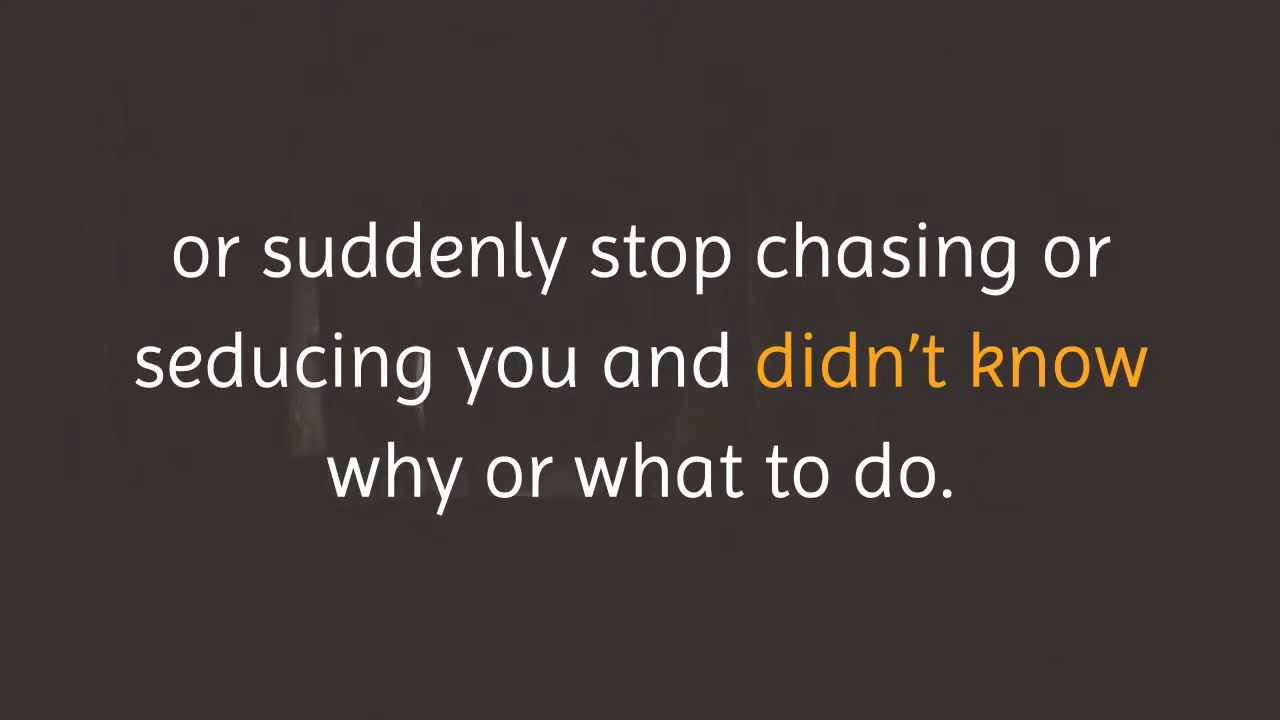 or suddenly stop chasing or
seducing you and didn't know
why or what to do.